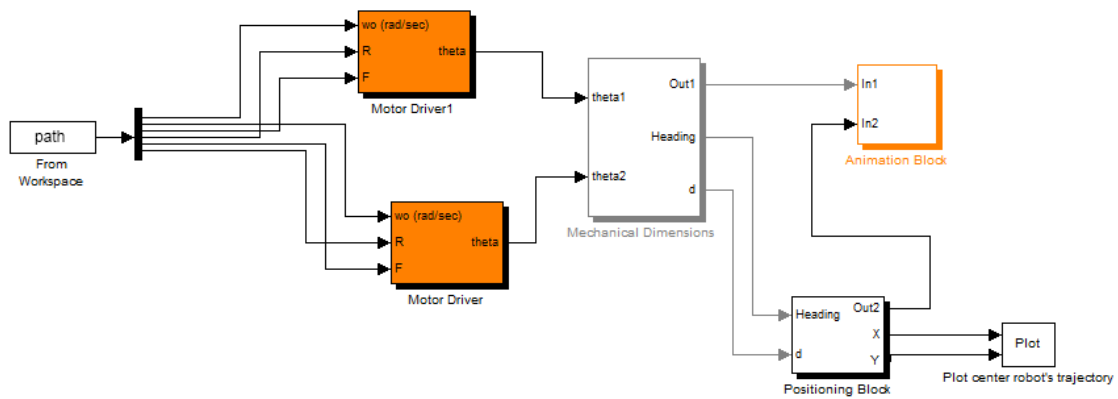 path
From
Workspace
wo (rad/sec)
R
F
theta
Motor Driver1
wo (rad/sec)
R
F
theta
Motor Driver
theta1
theta2
Out1
Heading
d
Mechanical Dimensions
In1
In2
Animation Block
Heading
d
Out2
X
Y
Positioning Block
Plot
Plot center robot's trajectory